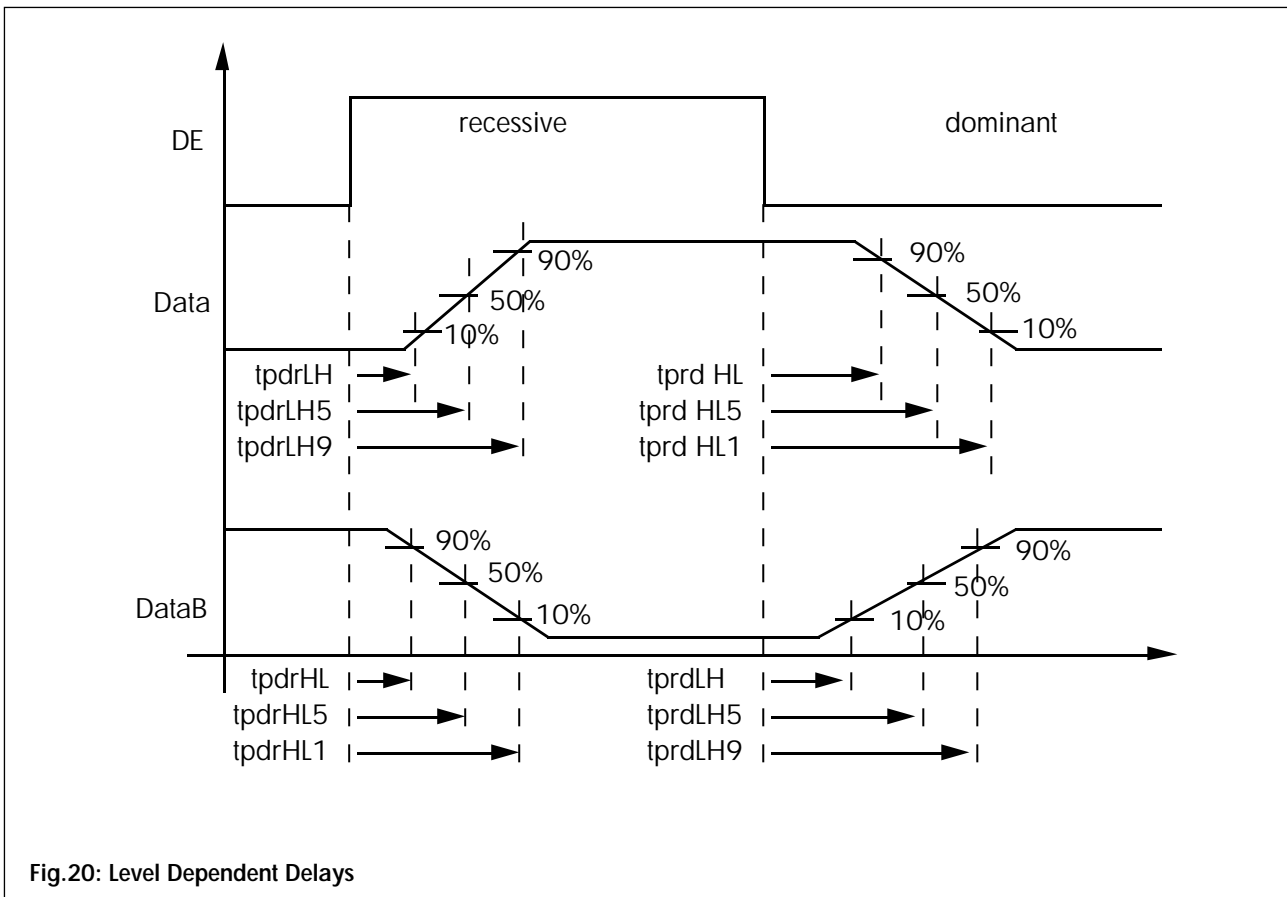 DE
recessive
dominant
Data
90%
50%
10%
90%
50%
10%
tpdrLH
tpdrLH5
tpdrLH9
tprd HL
tprd HL5
tprd HL1
DataB
90%
50%
10%
90%
50%
10%
tpdrHL
tpdrHL5
tpdrHL1
tprdLH
tprdLH5
tprdLH9
Fig.20: Level Dependent Delays